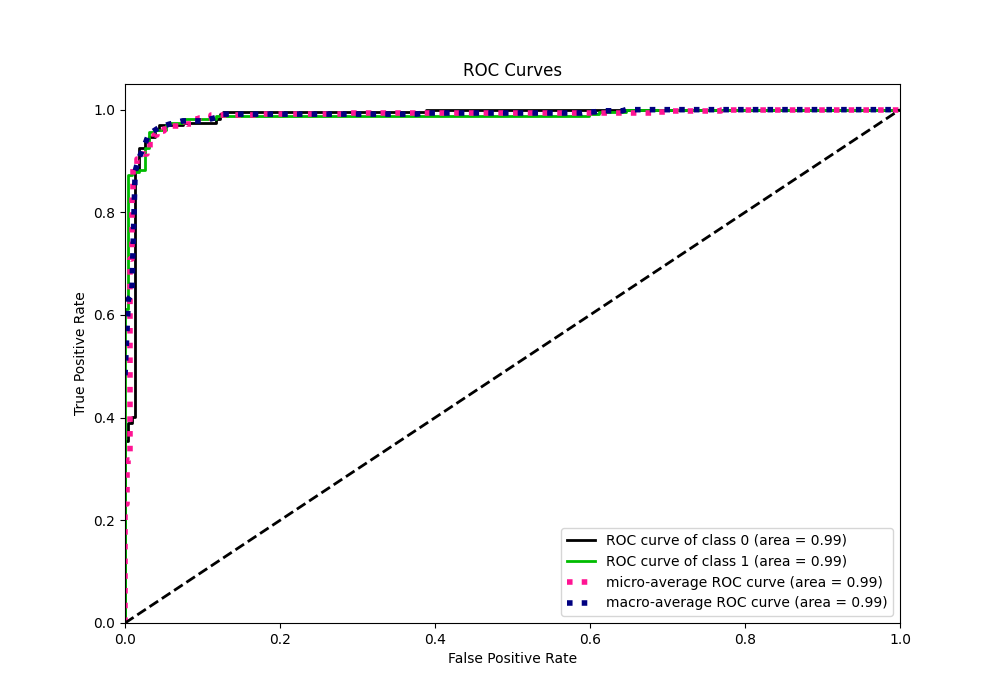 ROC Curves
True Positive Rate
1.0
0.8
0.6
0.4
0.2
0.0
0.0 0.2 0.4 0.6 0.8 1.0
False Positive Rate
ROC curve of class 0 (area = 0.99)
ROC curve of class 1 (area = 0.99)
micro-average ROC curve (area = 0.99)
macro-average ROC curve (area = 0.99)